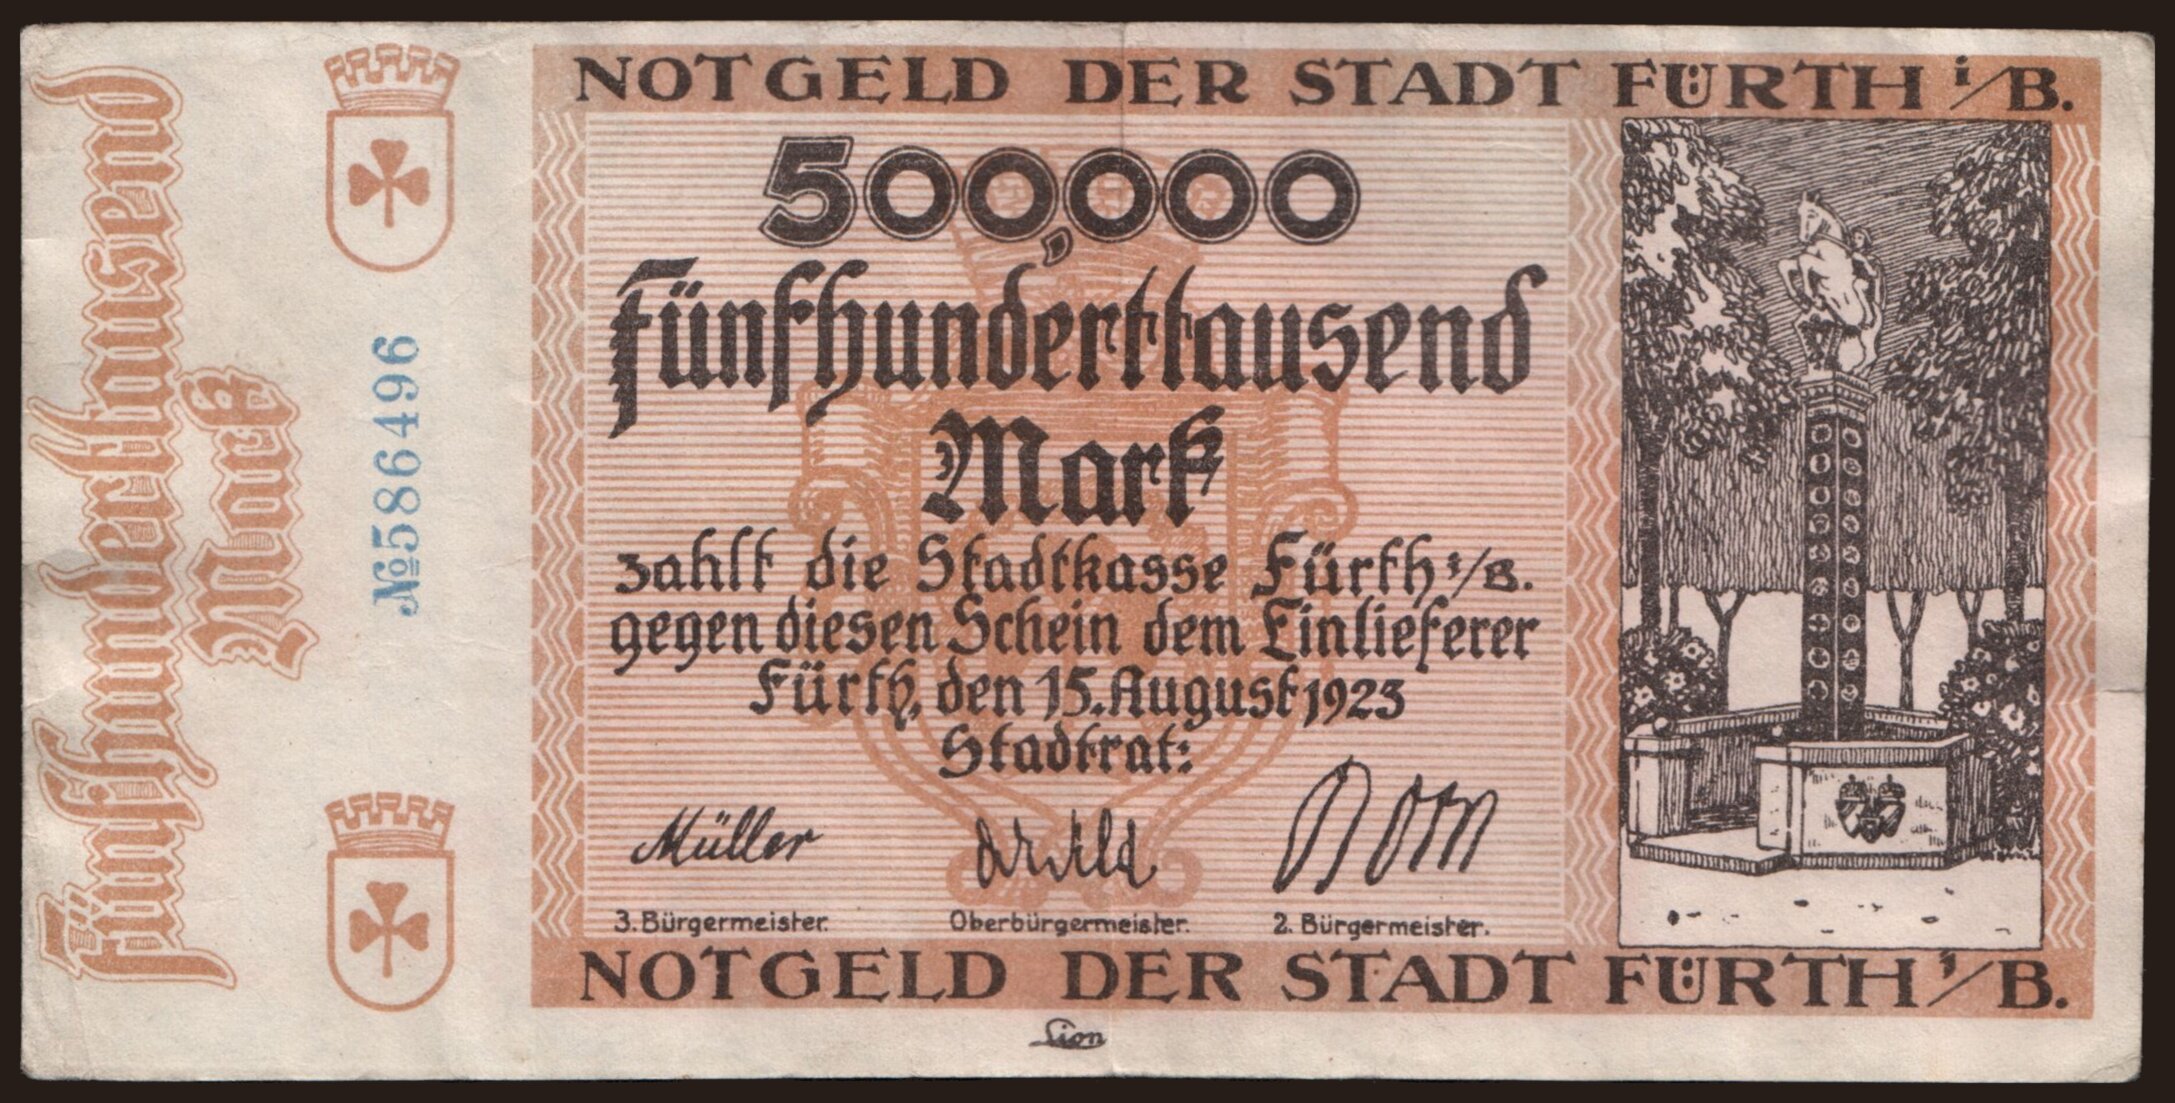 Fünfhunderttausend
Mark
№586496
NOTGELD DER STADT FÜRTH i/B.
500,000
Fünfhunderttausend
Mark
zahlt die Stadtkasse Fürth i/B.
gegen diesen Schein dem Einlieferer
Fürth, den 15. August 1923
Stadtrat:
Müller
3. Bürgermeister. Oberbürgermeister. 2. Bürgermeister.
NOTGELD DER STADT FÜRTH i/B.
Lion